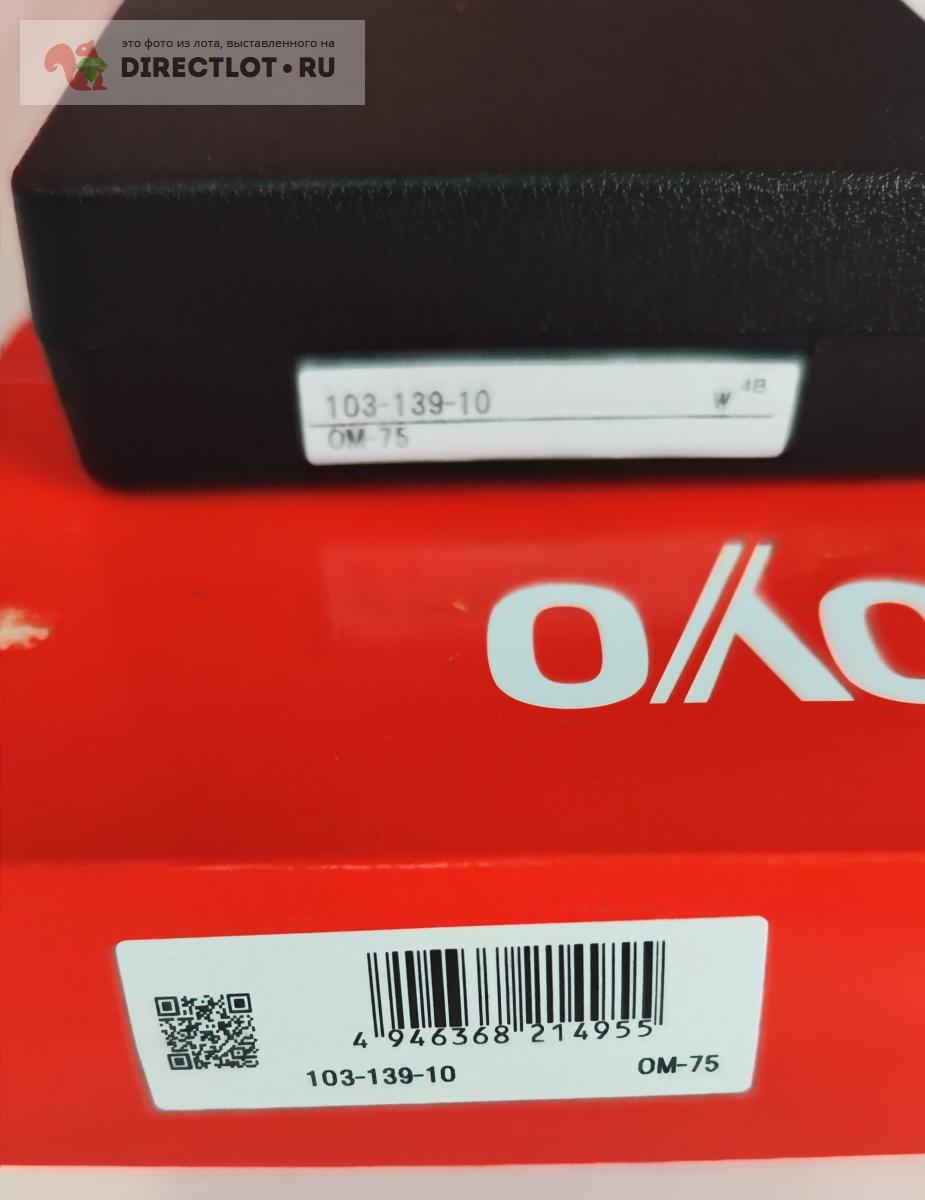 это фото из лота, выставленного на
DIRECTLOT • RU
103-139-10 W 4B
OM-75
OYO
4 946368 214955
103-139-10 OM-75